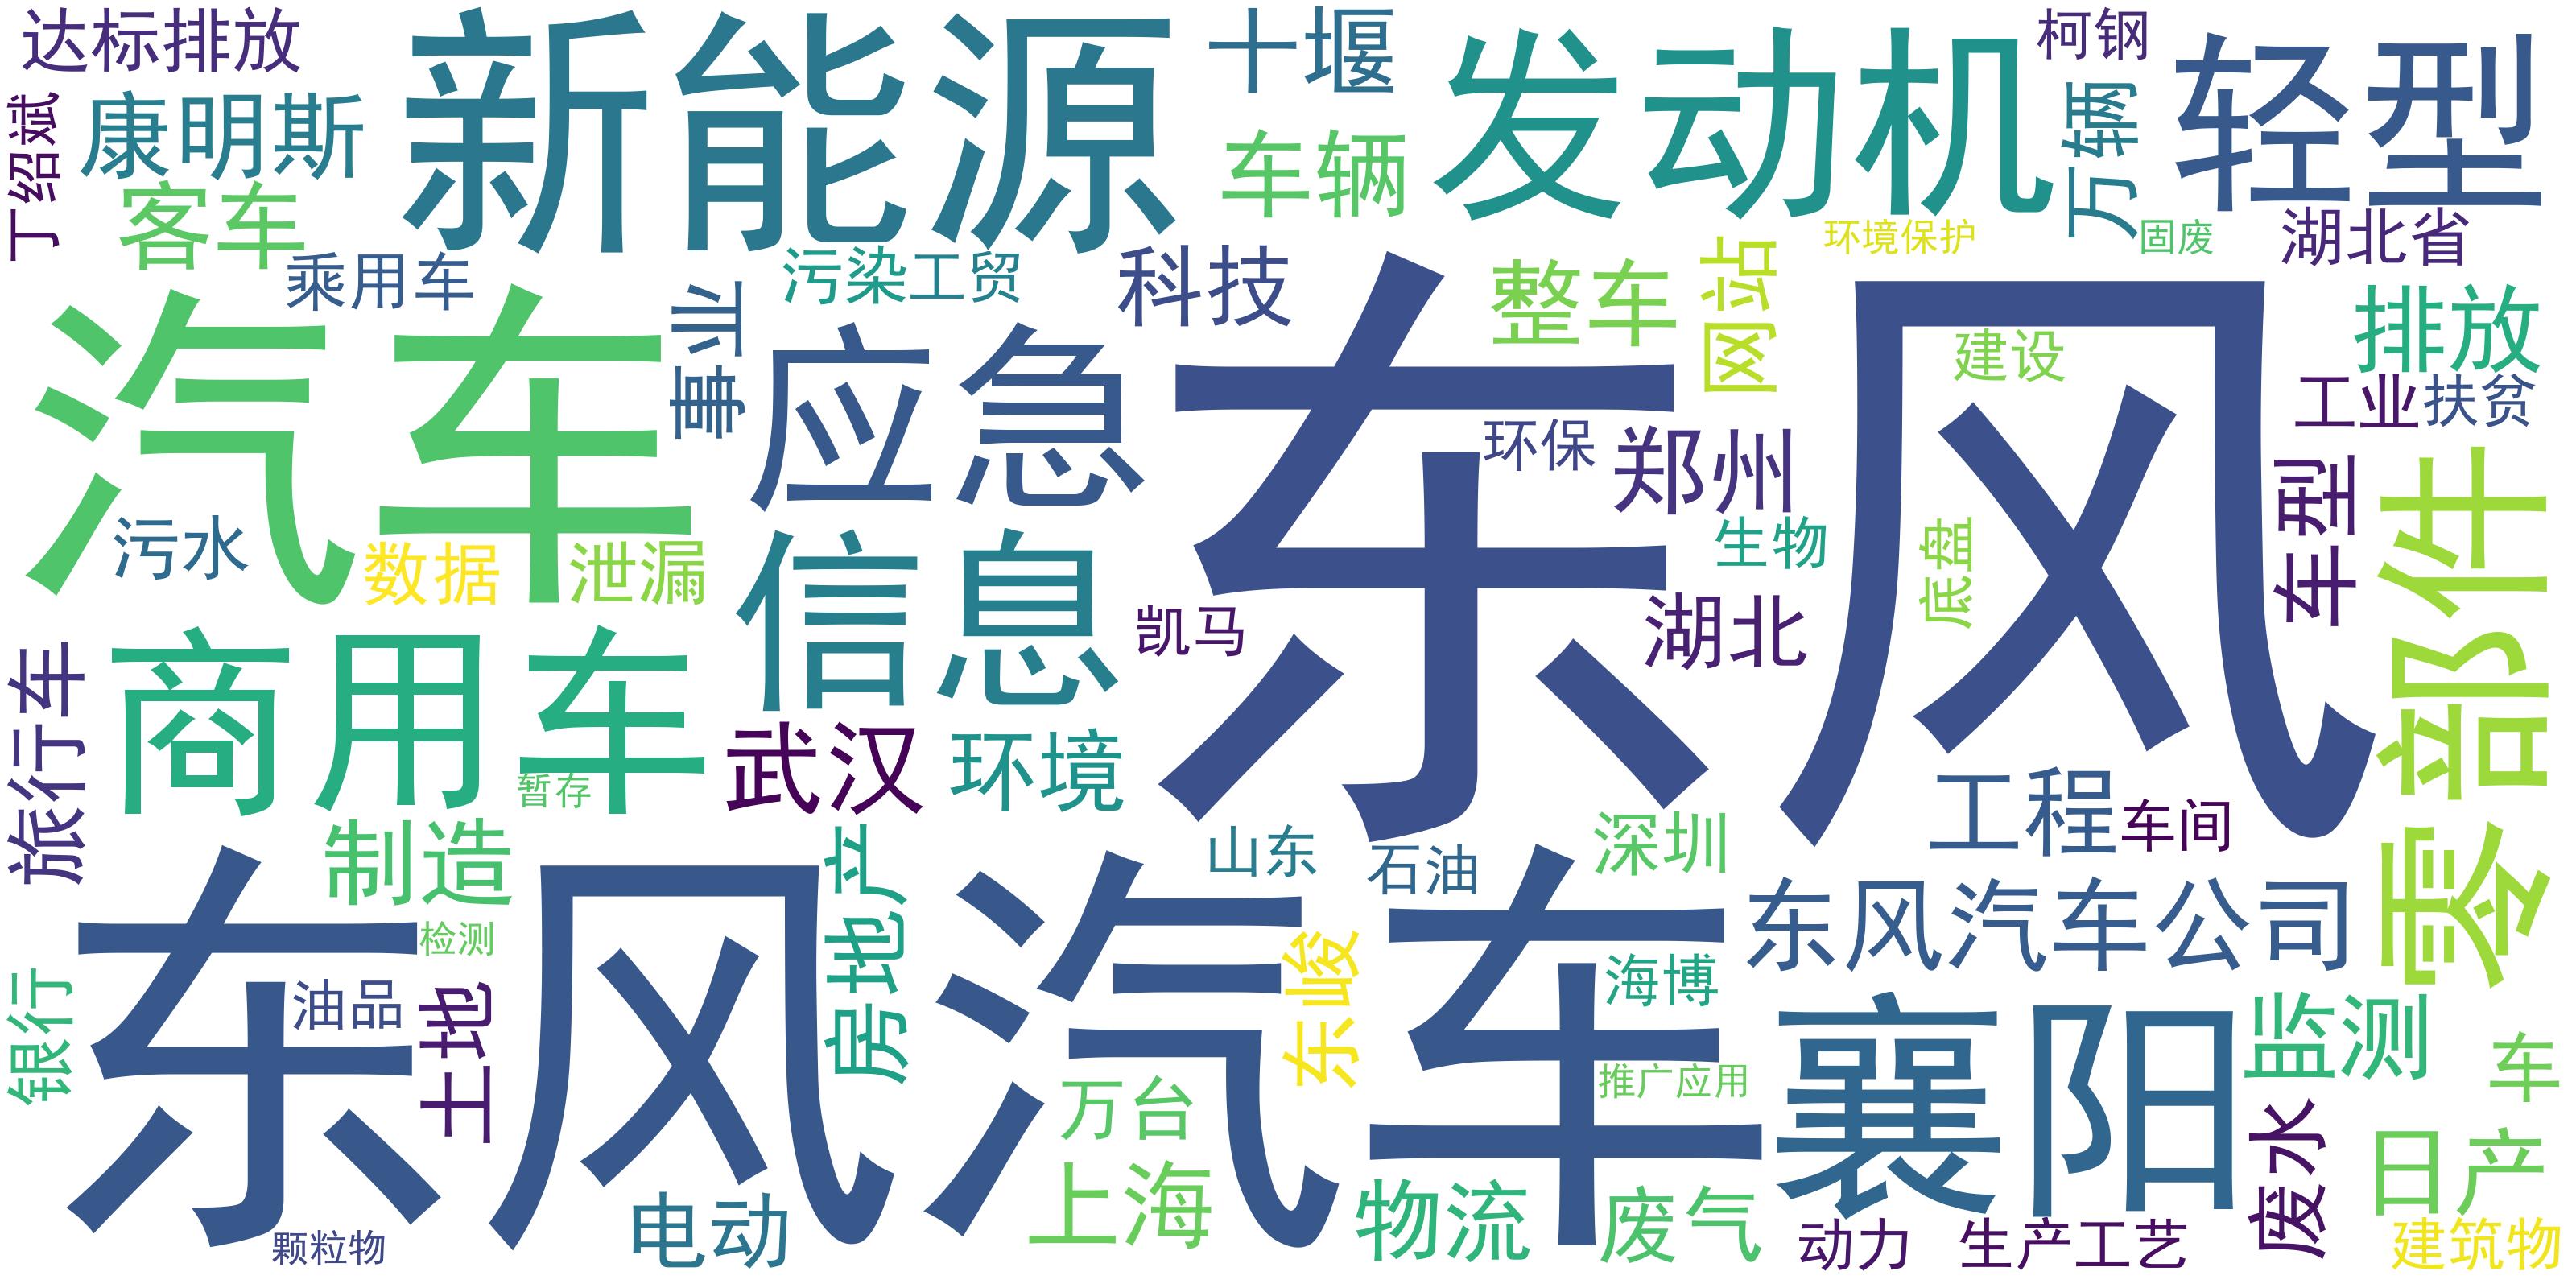 达标排放
新能源
十堰
发动机
柯钢
轻型
丁绍斌
康明斯
车辆
万辆
客车
湖北省
环境保护
固废
乘用车
污染
工贸
科技
整车
网站
事业
汽车
应急
东风
建设
排放
工业
扶贫
环保
郑州
零部件
车型
污水
数据
泄漏
信息
生物
底盘
凯马
湖北
旅行车
商用车
武汉
环境
暂存
工程
车间
制造
房地产
山东
石油
深圳
东风汽车
东风汽车公司
检测
银行
油品
土地
东峻
海博
襄阳
监测
车
万台
推广应用
废水
日产
上海
物流
废气
电动
颗粒物
动力
生产工艺
建筑物